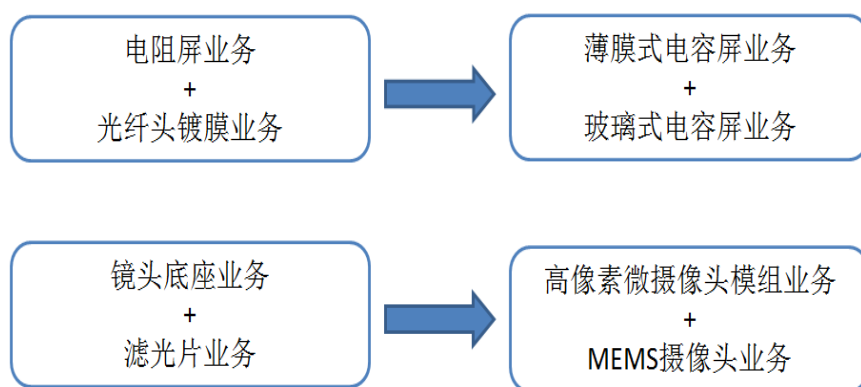 电阻屏业务
+
光纤头镀膜业务
薄膜式电容屏业务
+
玻璃式电容屏业务
镜头底座业务
+
滤光片业务
高像素微摄像头模组业务
+
MEMS摄像头业务